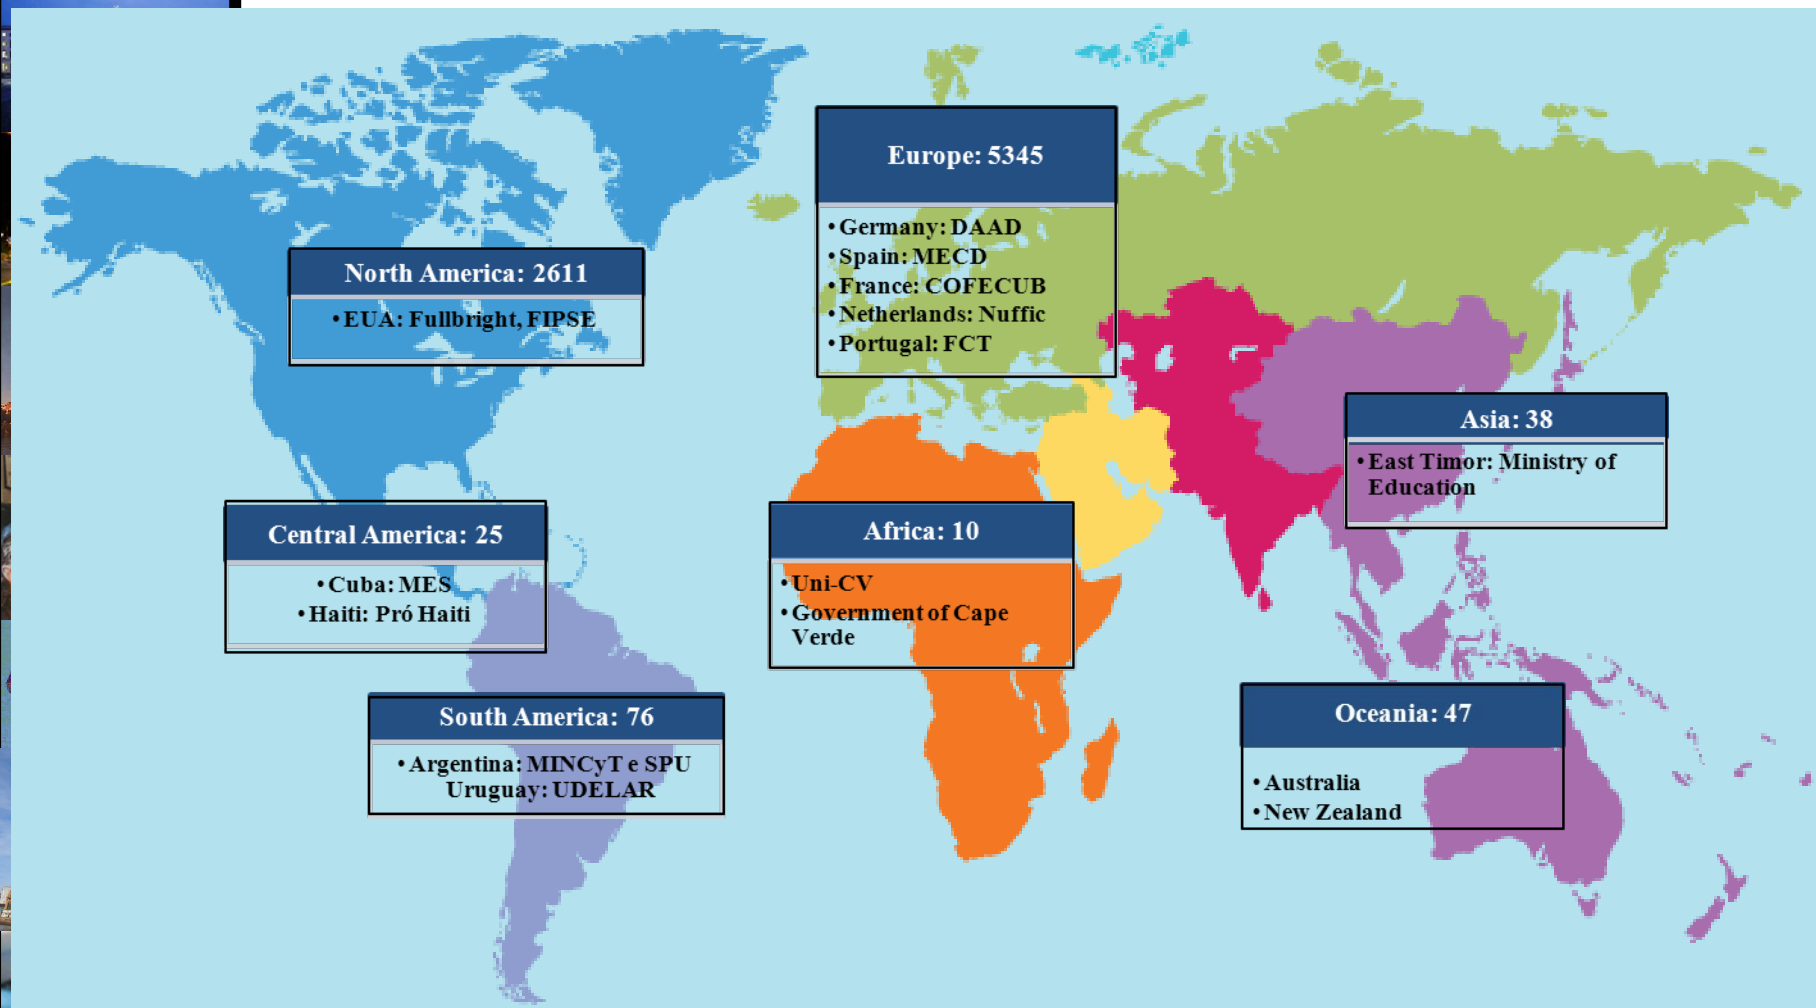 Europe: 5345
• Germany: DAAD
• Spain: MECD
• France: COFECUB
• Netherlands: Nuffic
• Portugal: FCT
North America: 2611
• EUA: Fullbright, FIPSE
Asia: 38
• East Timor: Ministry of
Education
Central America: 25
• Cuba: MES
• Haiti: Pró Haiti
Africa: 10
• Uni-CV
• Government of Cape
Verde
South America: 76
• Argentina: MINCyT e SPU
Uruguay: UDELAR
Oceania: 47
• Australia
• New Zealand